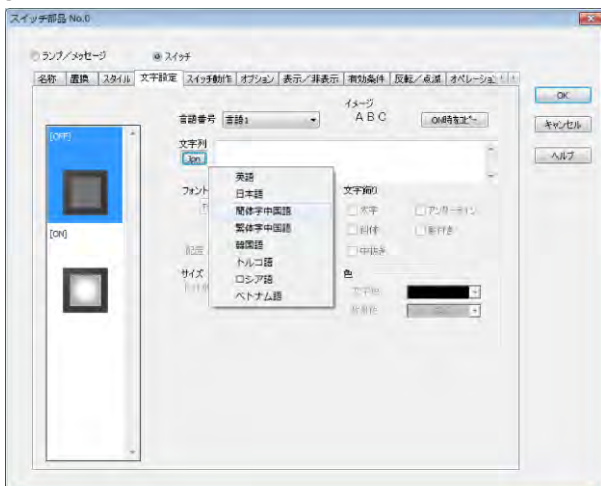 スイッチ部品 No.0
ランプ/メッセージ
スイッチ
名称 置換 スタイル 文字設定 スイッチ動作 オプション 表示/非表示 有効条件 反転/点滅 オペレーション
OK
キャンセル
ヘルプ
言語番号 言語1
イメージ
ABC
ON時をコピー
[OFF]
文字列
Jpn
英語
日本語
簡体字中国語
繁体字中国語
韓国語
トルコ語
ロシア語
ベトナム語
フォント
文字飾り
太字 アンダーライン
斜体 影付き
中抜き
[ON]
配置
サイズ
色
文字色
背景色